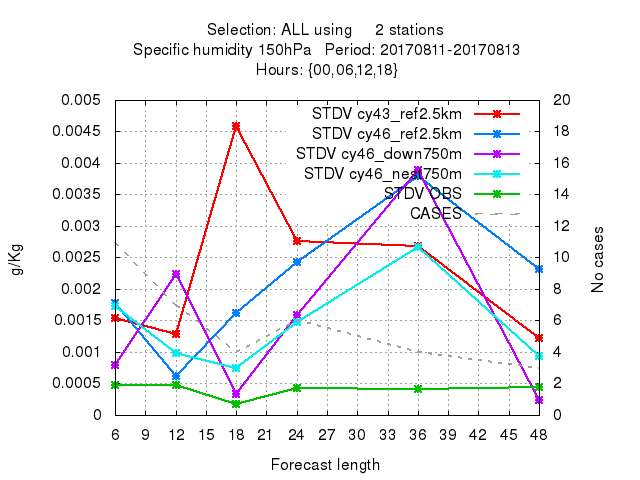 Selection: ALL using 2 stations
Specific humidity 150hPa Period: 20170811-20170813
Hours: {00,06,12,18}
STDV cy43_ref2.5km
STDV cy46_ref2.5km
STDV cy46_down750m
STDV cy46_nest750m
STDV OBS
CASES
0.005
0.0045
0.004
0.0035
0.003
0.0025
0.002
0.0015
0.001
0.0005
0
g/Kg
20
18
16
14
12
10
8
6
4
2
0
No cases
6 9 12 15 18 21 24 27 30 33 36 39 42 45 48
Forecast length